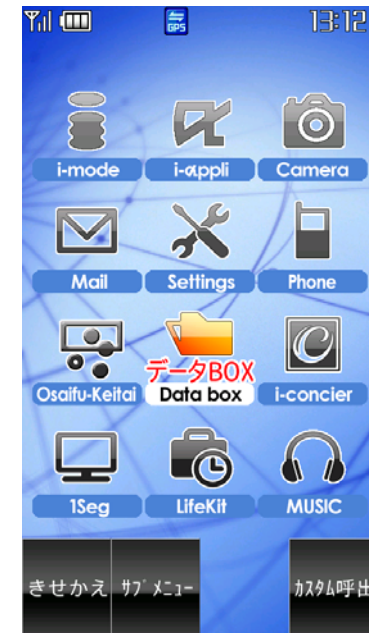 GPS 13:12
i-mode i-αppli Camera
Mail Settings Phone
データBOX
Osaifu-Keitai Data box i-concier
1Seg LifeKit MUSIC
きせかえ ｻﾌﾞﾒﾆｭｰ ｶｽﾀﾑ呼出